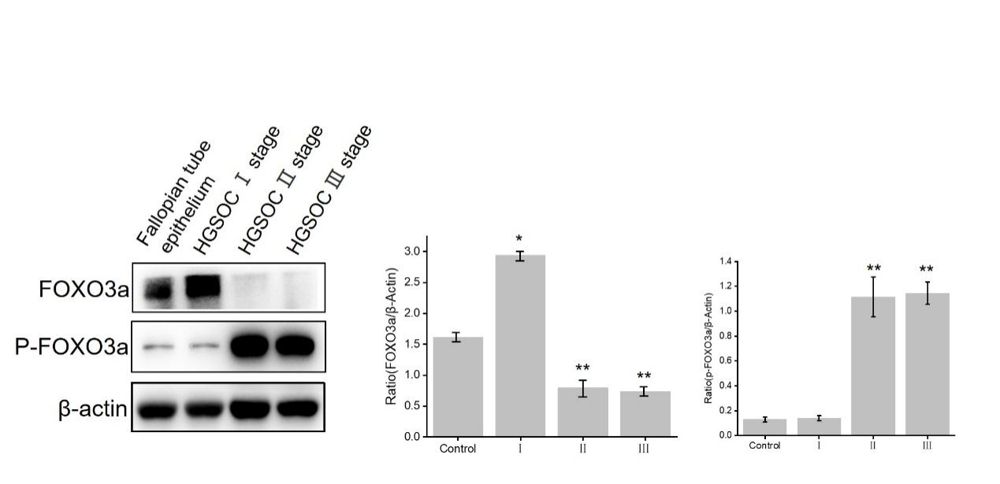 Fallopian tube
epithelium
HGSOC Ⅰ stage
HGSOC Ⅱ stage
HGSOC Ⅲ stage
FOXO3a
P-FOXO3a
β-actin
Ratio(FOXO3a/β-Actin)
3.0
2.5
2.0
1.5
1.0
0.5
0.0
*
**
**
Control
Ⅰ
Ⅱ
Ⅲ
Ratio(p-FOXO3a/β-Actin)
1.4
1.2
1.0
0.8
0.6
0.4
0.2
0.0
**
**
Control
Ⅰ
Ⅱ
Ⅲ